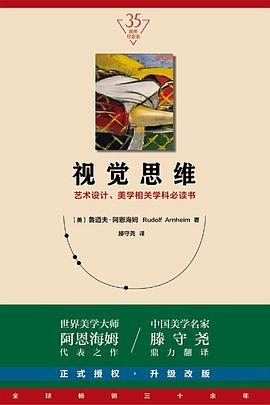 35
周年
纪念版
视觉思维
艺术设计、美学相关学科必读书
[美] 鲁道夫·阿恩海姆 Rudolf Arnheim 著
滕守尧 译
世界美学大师 / 中国美学名家
阿恩海姆 / 滕守尧
代表之作 / 鼎力翻译
正式授权·升级改版
全球畅销三十余年